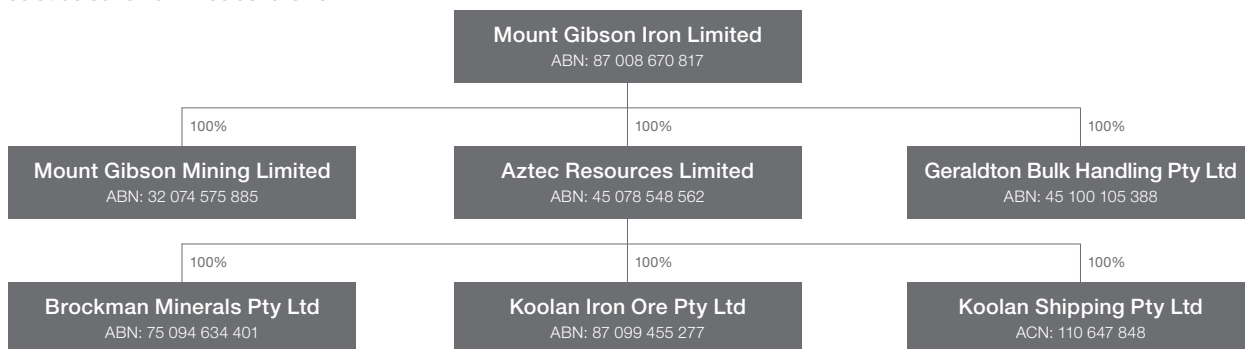 Mount Gibson Iron Limited
ABN: 87 008 670 817
100%
100%
100%
Mount Gibson Mining Limited
ABN: 32 074 575 885
Aztec Resources Limited
ABN: 45 078 548 562
Geraldton Bulk Handling Pty Ltd
ABN: 45 100 105 388
100%
100%
100%
Brockman Minerals Pty Ltd
ABN: 75 094 634 401
Koolan Iron Ore Pty Ltd
ABN: 87 099 455 277
Koolan Shipping Pty Ltd
ACN: 110 647 848